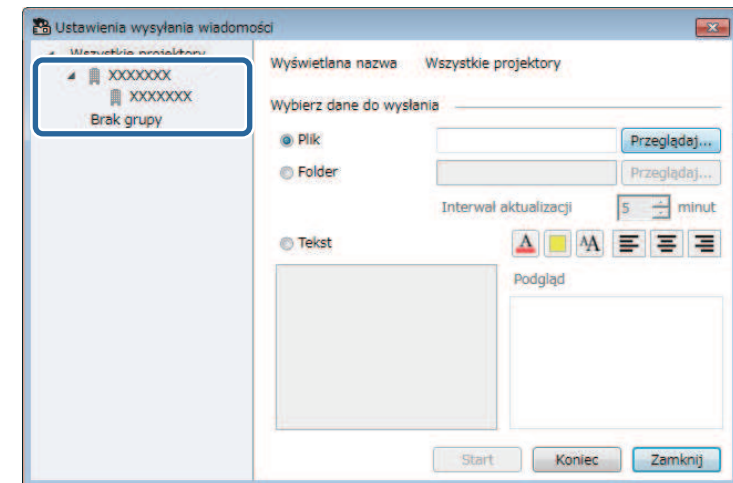 Ustawienia wysyłania wiadomości
Wszystkie projektory
XXXXXXX
XXXXXXX
Brak grupy
Wyświetlana nazwa Wszystkie projektory
Wybierz dane do wysłania
Plik Przeglądaj...
Folder Przeglądaj...
Interwał aktualizacji 5 minut
Tekst A AA
Podgląd
Start Koniec Zamknij